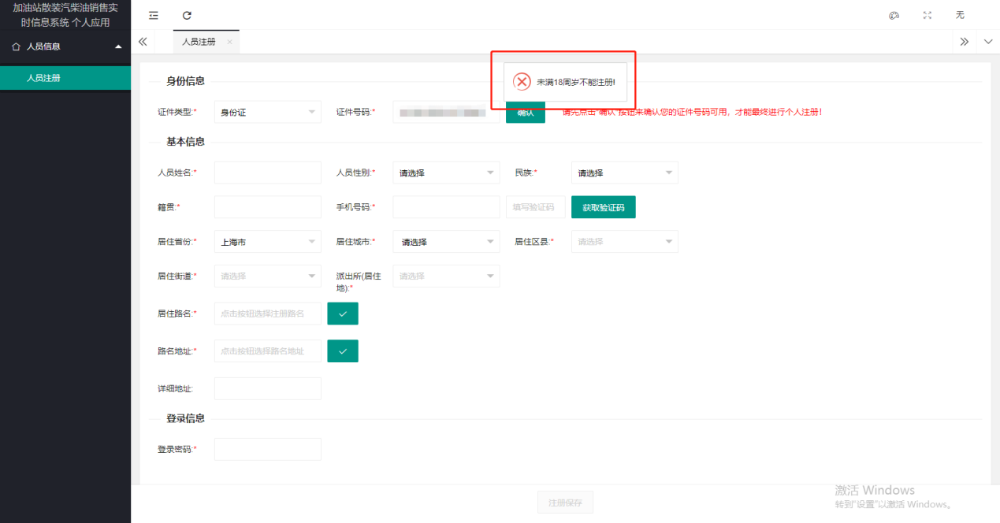 加油站散装汽柴油销售实
时信息系统 个人应用
无
人员信息
人员注册
人员注册
未满18周岁不能注册!
身份信息
证件类型:* 身份证 证件号码:* 确认 请先点击"确认"按钮来确认您的证件号码可用，才能最终进行个人注册！
基本信息
人员姓名:* 人员性别:* 请选择 民族:* 请选择
籍贯:* 手机号码:* 填写验证码 获取验证码
居住省份:* 上海市 居住城市:* 请选择 居住区县:* 请选择
居住街道:* 请选择 派出所(居住
地):* 请选择
居住路名:* 点击按钮选择注册路名
路名地址:* 点击按钮选择路名地址
详细地址:
登录信息
登录密码:*
注册保存
激活 Windows
转到"设置"以激活 Windows。